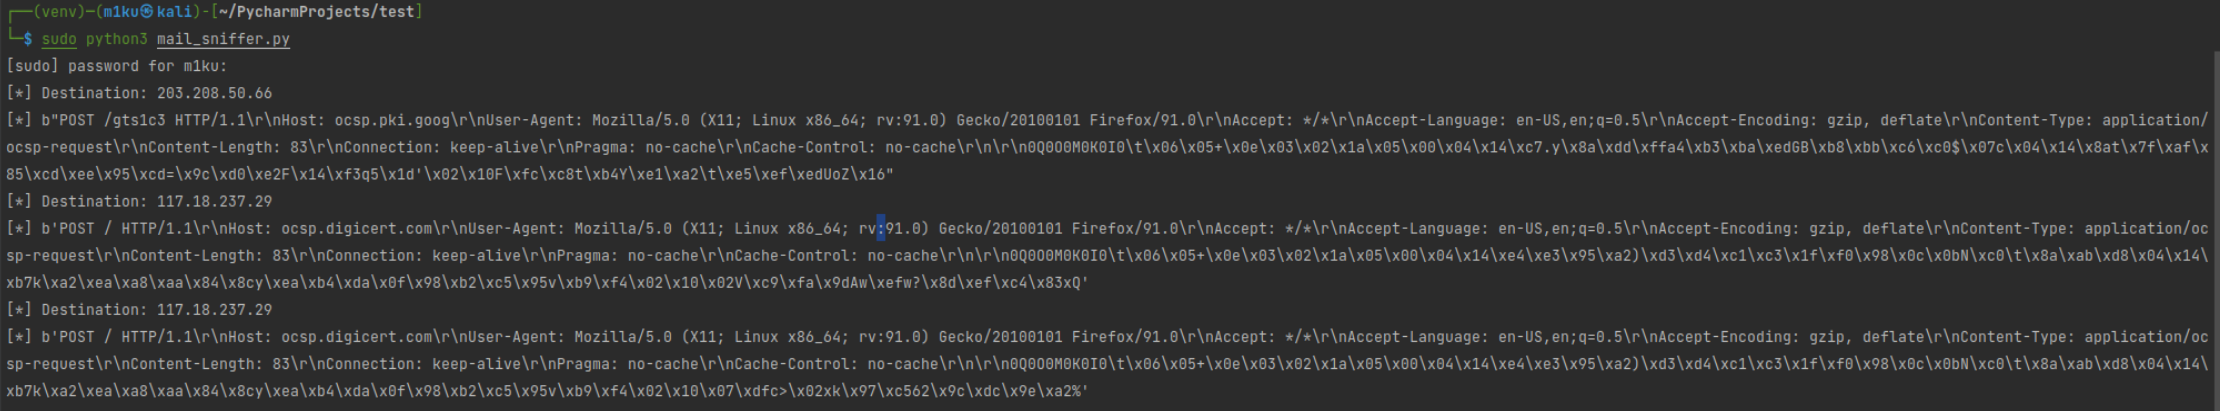 ┌──(venv)─(m1ku㉿kali)-[~/PycharmProjects/test]
└─$ sudo python3 mail_sniffer.py
[sudo] password for m1ku:
[*] Destination: 203.208.50.66
[*] b"POST /gts1c3 HTTP/1.1\r\nHost: ocsp.pki.goog\r\nUser-Agent: Mozilla/5.0 (X11; Linux x86_64; rv:91.0) Gecko/20100101 Firefox/91.0\r\nAccept: */*\r\nAccept-Language: en-US,en;q=0.5\r\nAccept-Encoding: gzip, deflate\r\nContent-Type: application/
ocsp-request\r\nContent-Length: 83\r\nConnection: keep-alive\r\nPragma: no-cache\r\nCache-Control: no-cache\r\n\r\n0Q0O0M0K0I0\t\x06\x05+\x0e\x03\x02\x1a\x05\x00\x04\x14\xc7.y\x8a\xdd\xffa4\xb3\xba\xedGB\xb8\xbb\xc6\xc0$\x07c\x04\x14\x8at\x7f\xaf\x
85\xcd\xee\x95\xcd=\x9c\xd0\xe2F\x14\xf3q5\x1d'\x02\x10F\xfc\xc8t\xb4Y\xe1\xa2\t\xe5\xef\xedUoZ\x16"
[*] Destination: 117.18.237.29
[*] b'POST / HTTP/1.1\r\nHost: ocsp.digicert.com\r\nUser-Agent: Mozilla/5.0 (X11; Linux x86_64; rv:91.0) Gecko/20100101 Firefox/91.0\r\nAccept: */*\r\nAccept-Language: en-US,en;q=0.5\r\nAccept-Encoding: gzip, deflate\r\nContent-Type: application/oc
sp-request\r\nContent-Length: 83\r\nConnection: keep-alive\r\nPragma: no-cache\r\nCache-Control: no-cache\r\n\r\n0Q0O0M0K0I0\t\x06\x05+\x0e\x03\x02\x1a\x05\x00\x04\x14\xe4\xe3\x95\xa2)\xd3\xd4\xc1\xc3\x1f\xf0\x98\x0c\x0bN\xc0\t\x8a\xab\xd8\x04\x14\
xb7k\xa2\xea\xa8\xaa\x84\x8cy\xea\xb4\xda\x0f\x98\xb2\xc5\x95v\xb9\xf4\x02\x10\x02V\xc9\xfa\x9dAw\xefw?\x8d\xef\xc4\x83xQ'
[*] Destination: 117.18.237.29
[*] b'POST / HTTP/1.1\r\nHost: ocsp.digicert.com\r\nUser-Agent: Mozilla/5.0 (X11; Linux x86_64; rv:91.0) Gecko/20100101 Firefox/91.0\r\nAccept: */*\r\nAccept-Language: en-US,en;q=0.5\r\nAccept-Encoding: gzip, deflate\r\nContent-Type: application/oc
sp-request\r\nContent-Length: 83\r\nConnection: keep-alive\r\nPragma: no-cache\r\nCache-Control: no-cache\r\n\r\n0Q0O0M0K0I0\t\x06\x05+\x0e\x03\x02\x1a\x05\x00\x04\x14\xe4\xe3\x95\xa2)\xd3\xd4\xc1\xc3\x1f\xf0\x98\x0c\x0bN\xc0\t\x8a\xab\xd8\x04\x14\
xb7k\xa2\xea\xa8\xaa\x84\x8cy\xea\xb4\xda\x0f\x98\xb2\xc5\x95v\xb9\xf4\x02\x10\x07\xdfc>\x02xk\x97\xc562\x9c\xdc\x9e\xa2%'